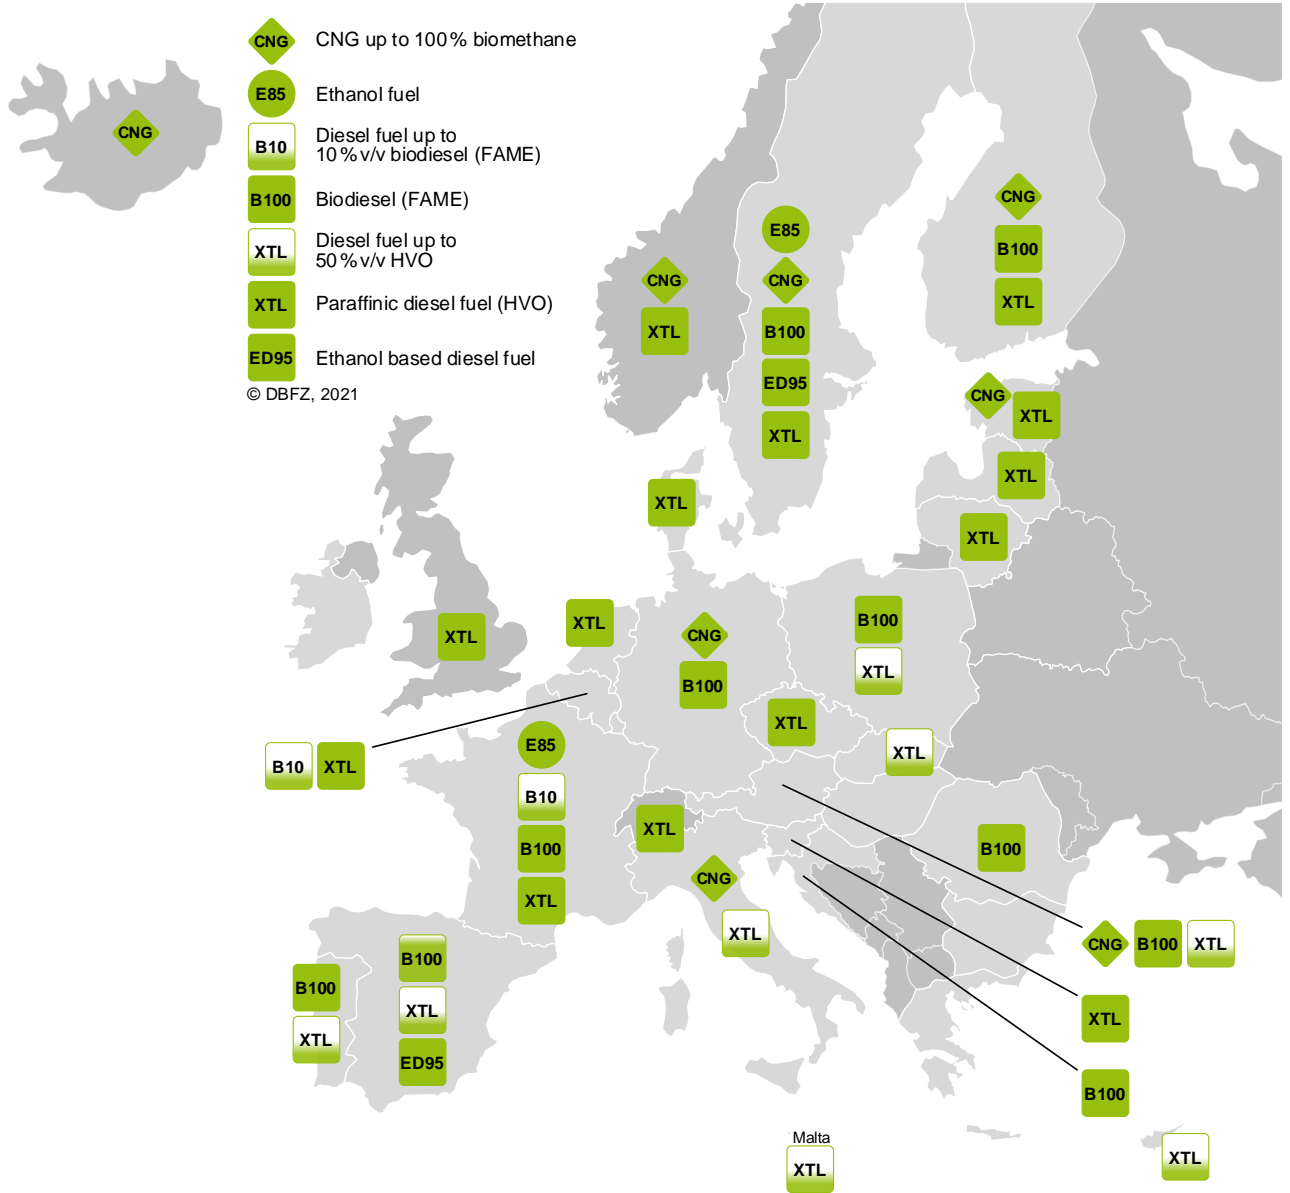 CNG CNG up to 100% biomethane
E85 Ethanol fuel
B10 Diesel fuel up to
10% v/v biodiesel (FAME)
B100 Biodiesel (FAME)
XTL Diesel fuel up to
50% v/v HVO
XTL Paraffinic diesel fuel (HVO)
ED95 Ethanol based diesel fuel
© DBFZ, 2021
CNG
CNG
XTL
E85
CNG
B100
ED95
XTL
CNG
B100
XTL
CNG
XTL
XTL
XTL
XTL
XTL
XTL
CNG
B100
B100
XTL
XTL
XTL
B10 XTL
E85
B10
B100
XTL
XTL
CNG
XTL
B100
CNG B100 XTL
XTL
B100
B100
XTL
B100
XTL
ED95
Malta
XTL
XTL